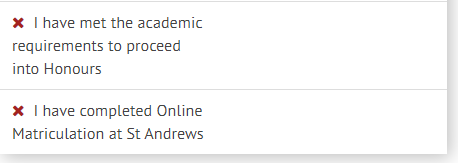 ✖ I have met the academic
requirements to proceed
into Honours
✖ I have completed Online
Matriculation at St Andrews